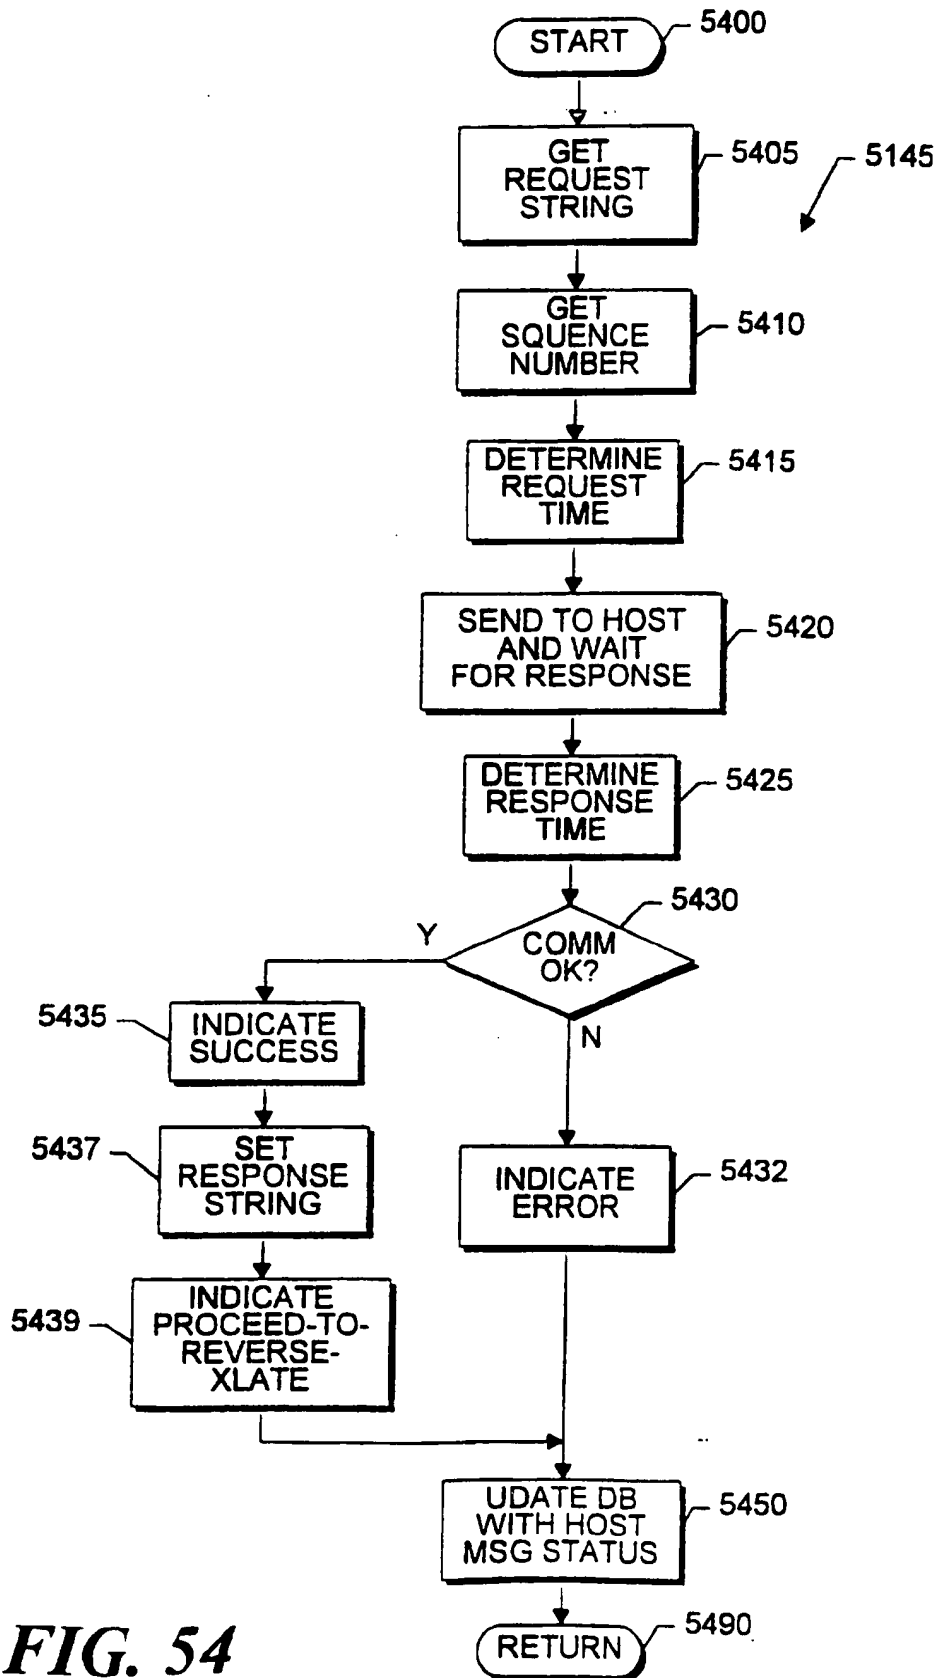 START
5400
GET
REQUEST
STRING
5405
5145
GET
SQUENCE
NUMBER
5410
DETERMINE
REQUEST
TIME
5415
SEND TO HOST
AND WAIT
FOR RESPONSE
5420
DETERMINE
RESPONSE
TIME
5425
COMM
OK?
5430
Y
N
5435
INDICATE
SUCCESS
5437
SET
RESPONSE
STRING
INDICATE
ERROR
5432
5439
INDICATE
PROCEED-TO-
REVERSE-
XLATE
UDATE DB
WITH HOST
MSG STATUS
5450
RETURN
5490
FIG. 54